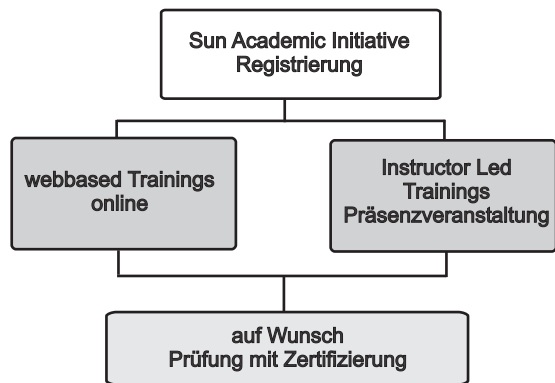 Sun Academic Initiative
Registrierung
webbased Trainings
online
Instructor Led
Trainings
Präsenzveranstaltung
auf Wunsch
Prüfung mit Zertifizierung